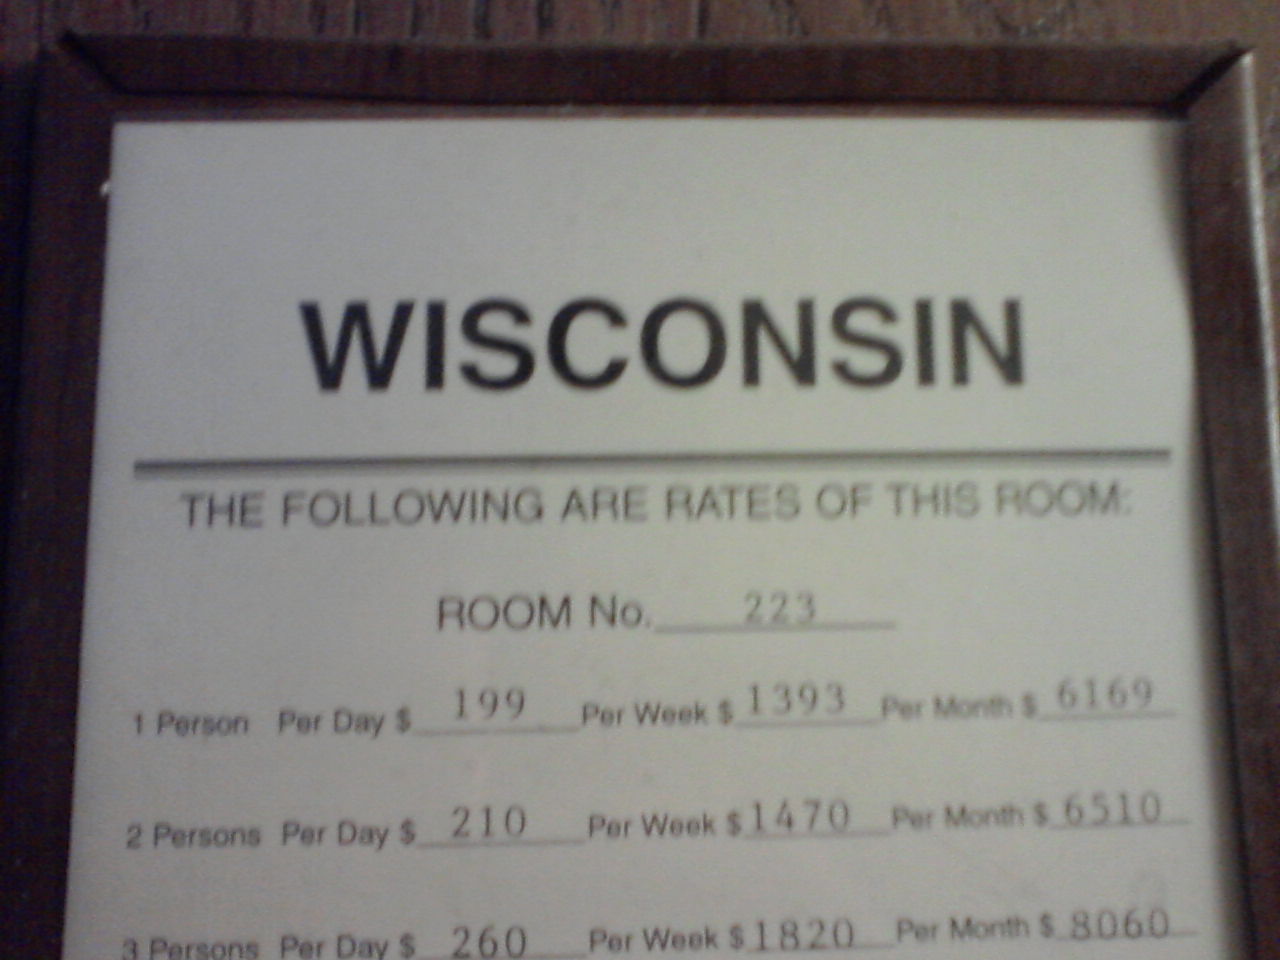 WISCONSIN
THE FOLLOWING ARE RATES OF THIS ROOM:
ROOM No. 223
1 Person Per Day $ 199 Per Week $ 1393 Per Month $ 6169
2 Persons Per Day $ 210 Per Week $ 1470 Per Month $ 6510
3 Persons Per Day $ 260 Per Week $ 1820 Per Month $ 8060